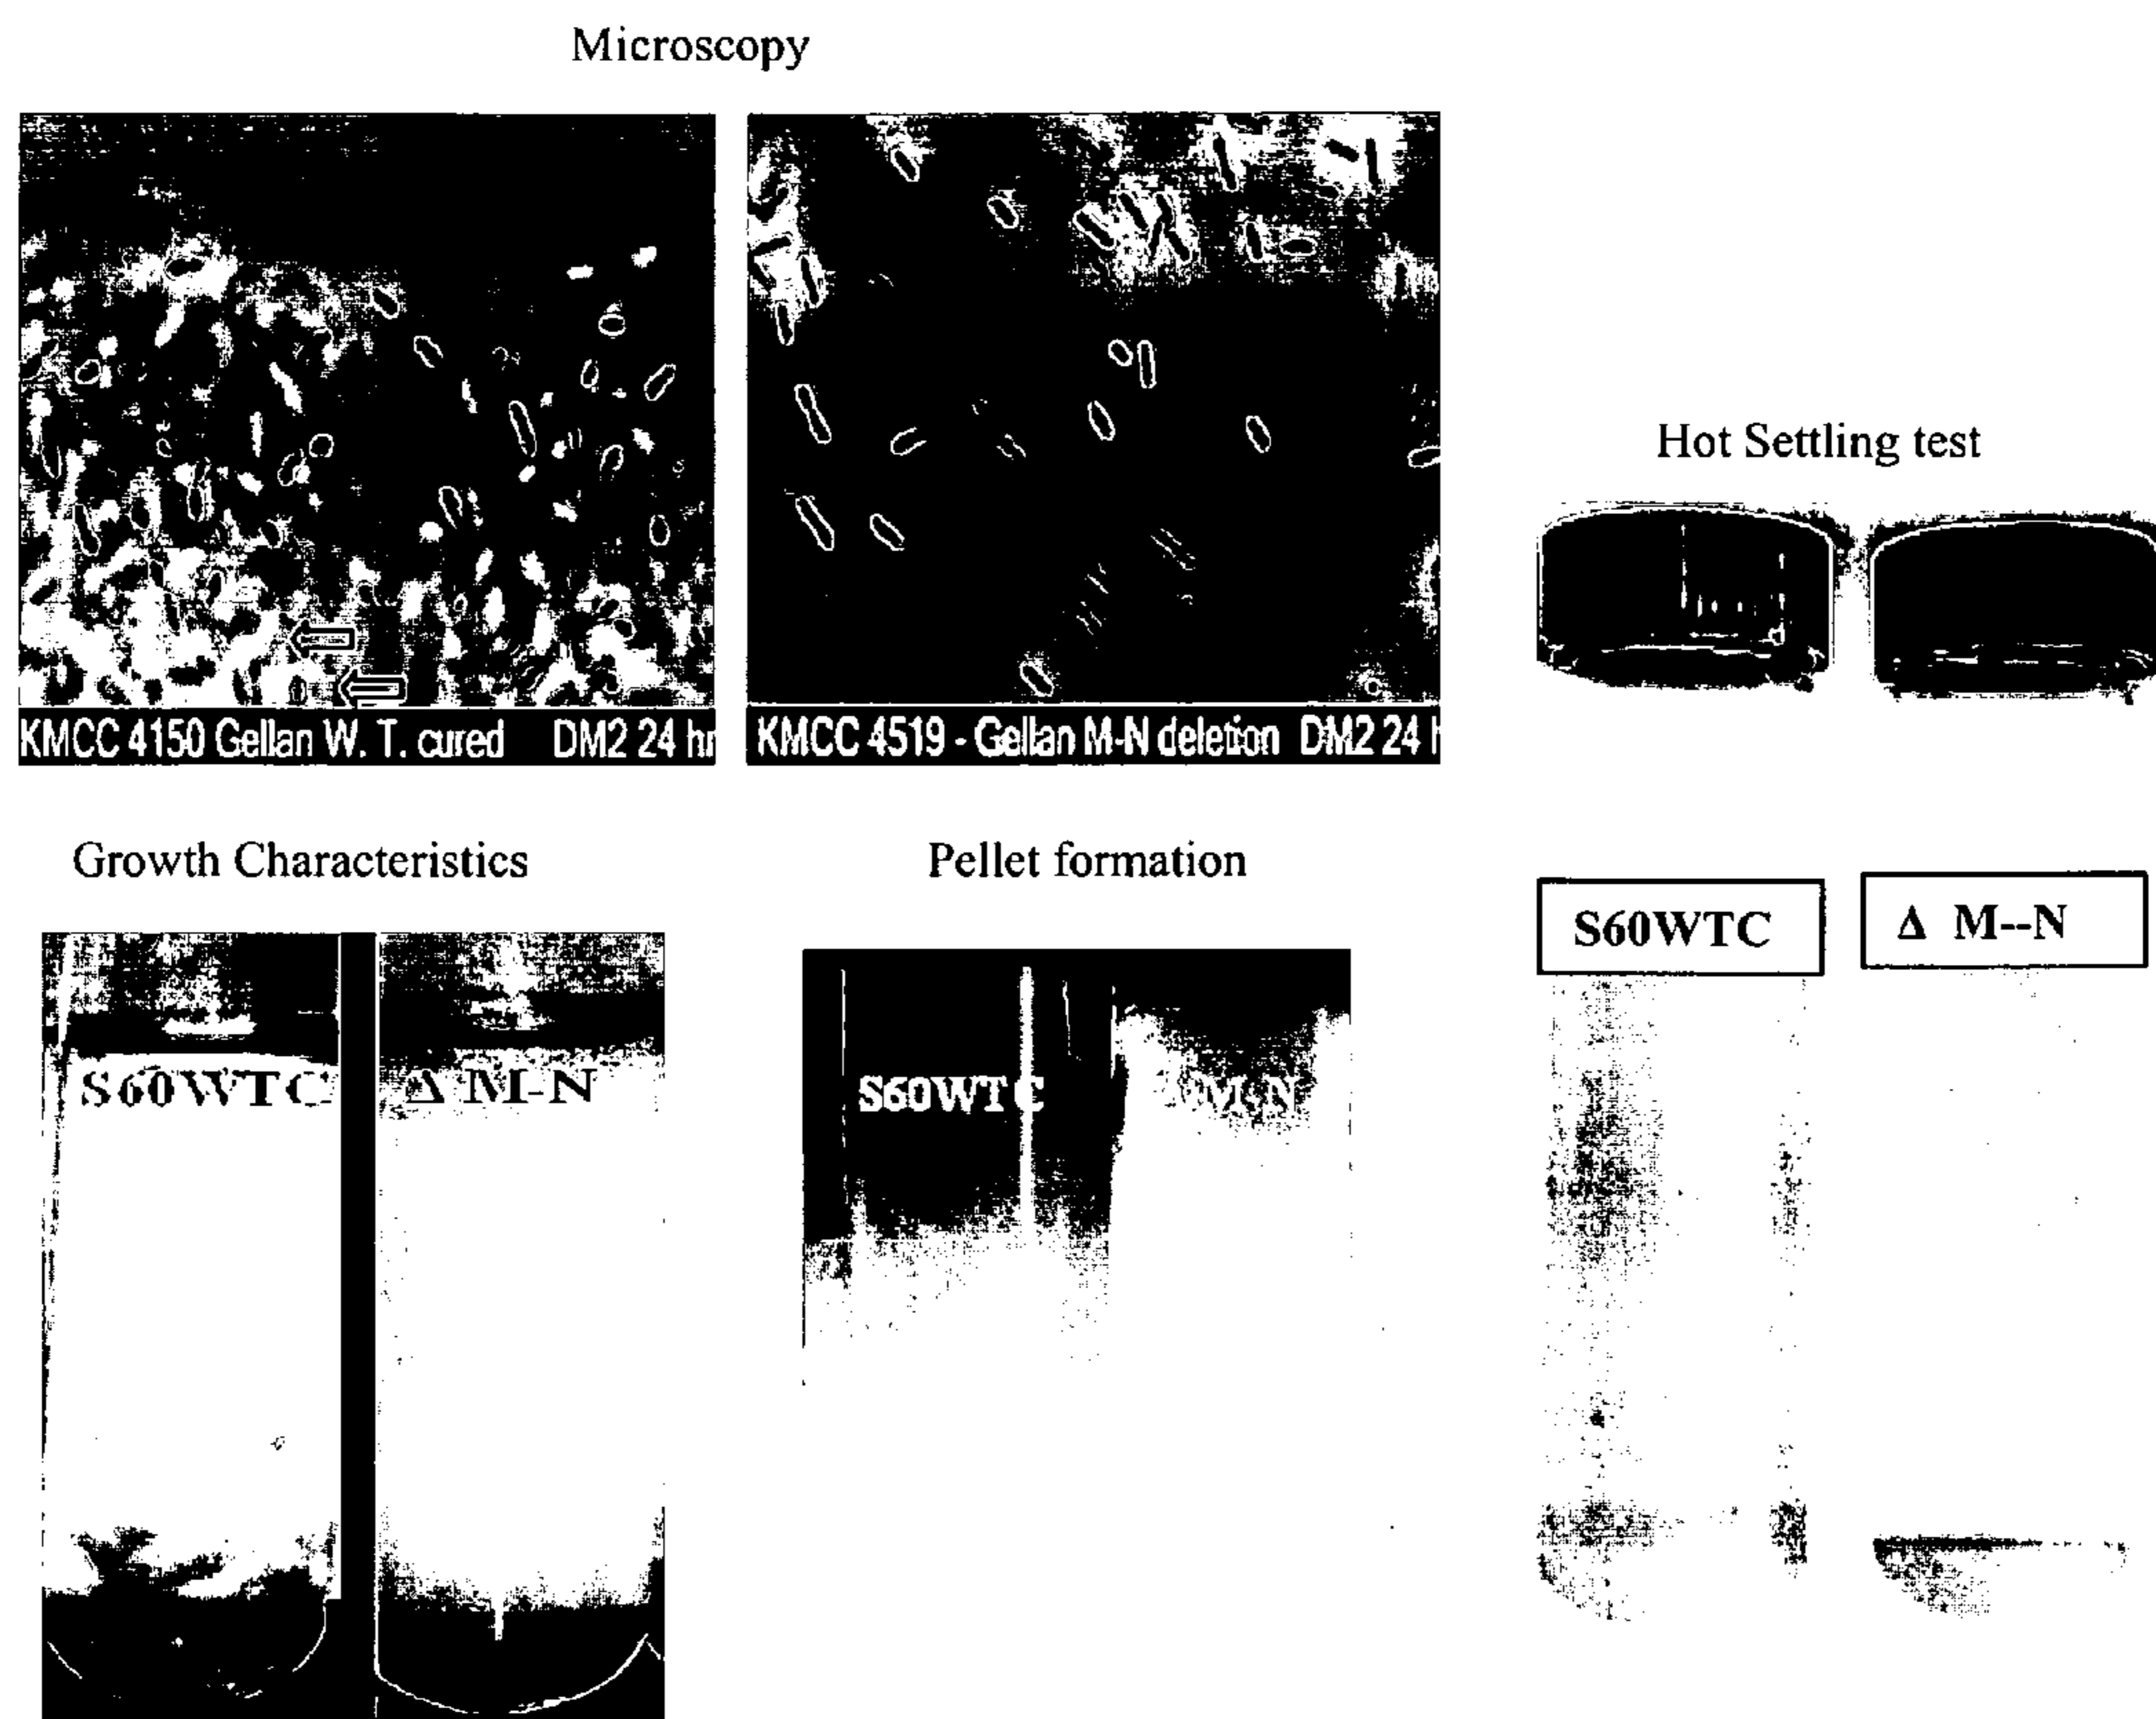 Microscopy
KMCC 4150 Gellan W. T. cured DM2 24 hr
KMCC 4519 - Gellan M-N deletion DM2 24 h
Hot Settling test
Growth Characteristics
Pellet formation
S60WTC
Δ M--N
S60WTC
Δ M-N
S60WTC
ΔM-N